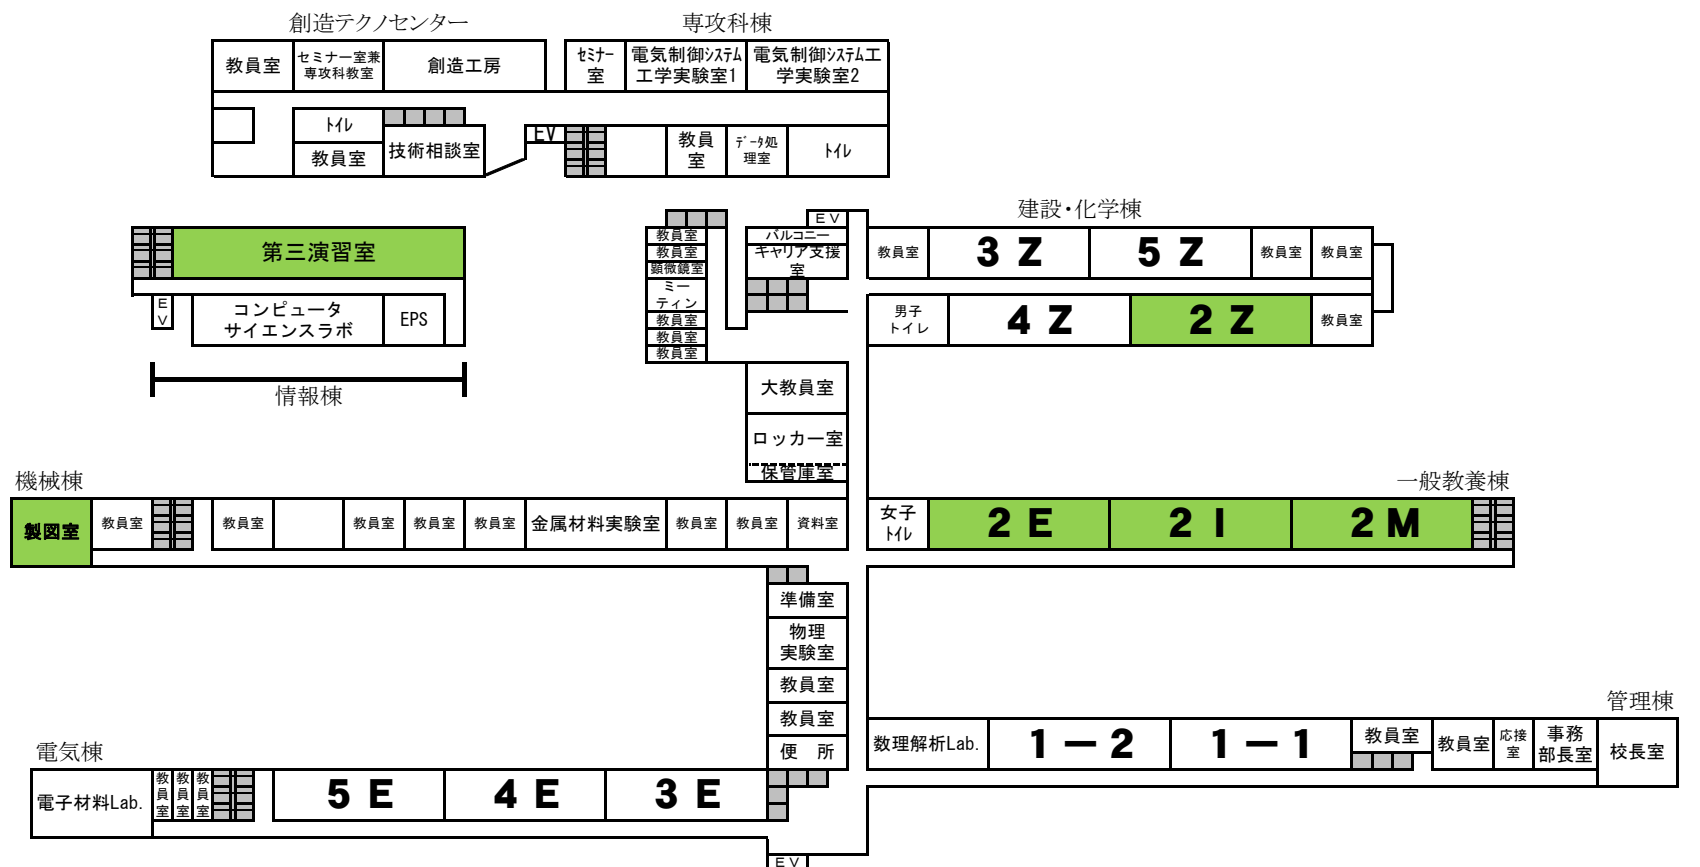 創造テクノセンター
専攻科棟
教員室
セミナー室兼
専攻科教室
創造工房
セミナー
室
電気制御システム
工学実験室1
電気制御システム工
学実験室2
トイレ
教員室
技術相談室
EV
教員
室
データ処
理室
トイレ
建設・化学棟
第三演習室
EV
コンピュータ
サイエンスラボ
EPS
情報棟
教員室
教員室
顕微鏡室
ミー
ティン
教員室
教員室
教員室
EV
バルコニー
キャリア支援
室
教員室
3 Z
5 Z
教員室
教員室
男子
トイレ
4 Z
2 Z
教員室
大教員室
ロッカー室
保管庫室
機械棟
一般教養棟
製図室
教員室
教員室
教員室
教員室
教員室
金属材料実験室
教員室
教員室
資料室
女子
トイレ
2 E
2 I
2 M
準備室
物理
実験室
教員室
教員室
便 所
管理棟
数理解析Lab.
1－2
1－1
教員室
教員室
応接
室
事務
部長室
校長室
電気棟
電子材料Lab.
教員室
教員室
教員室
5 E
4 E
3 E
EV